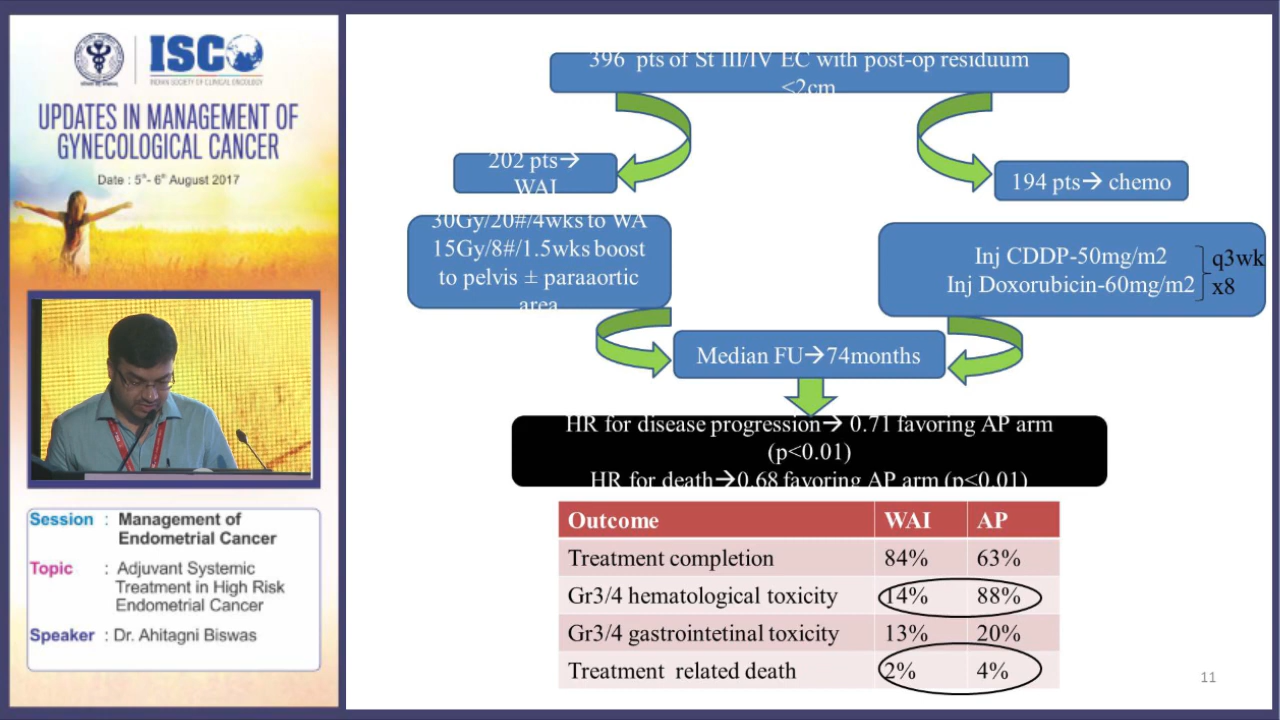 ISCO
INDIAN SOCIETY OF CLINICAL ONCOLOGY
UPDATES IN MANAGEMENT OF
GYNECOLOGICAL CANCER
Date : 5th- 6th August 2017
Session : Management of
Endometrial Cancer
Topic : Adjuvant Systemic
Treatment in High Risk
Endometrial Cancer
Speaker : Dr. Ahitagni Biswas
396 pts of St III/IV EC with post-op residuum
<2cm
202 pts→
WAI
194 pts→ chemo
30Gy/20#/4wks to WA
15Gy/8#/1.5wks boost
to pelvis ± paraaortic
area
Inj CDDP-50mg/m2
Inj Doxorubicin-60mg/m2
q3wk
x8
Median FU→74months
HR for disease progression→ 0.71 favoring AP arm
(p<0.01)
HR for death→0.68 favoring AP arm (p<0.01)
Outcome WAI AP
Treatment completion 84% 63%
Gr3/4 hematological toxicity 14% 88%
Gr3/4 gastrointetinal toxicity 13% 20%
Treatment related death 2% 4%
11